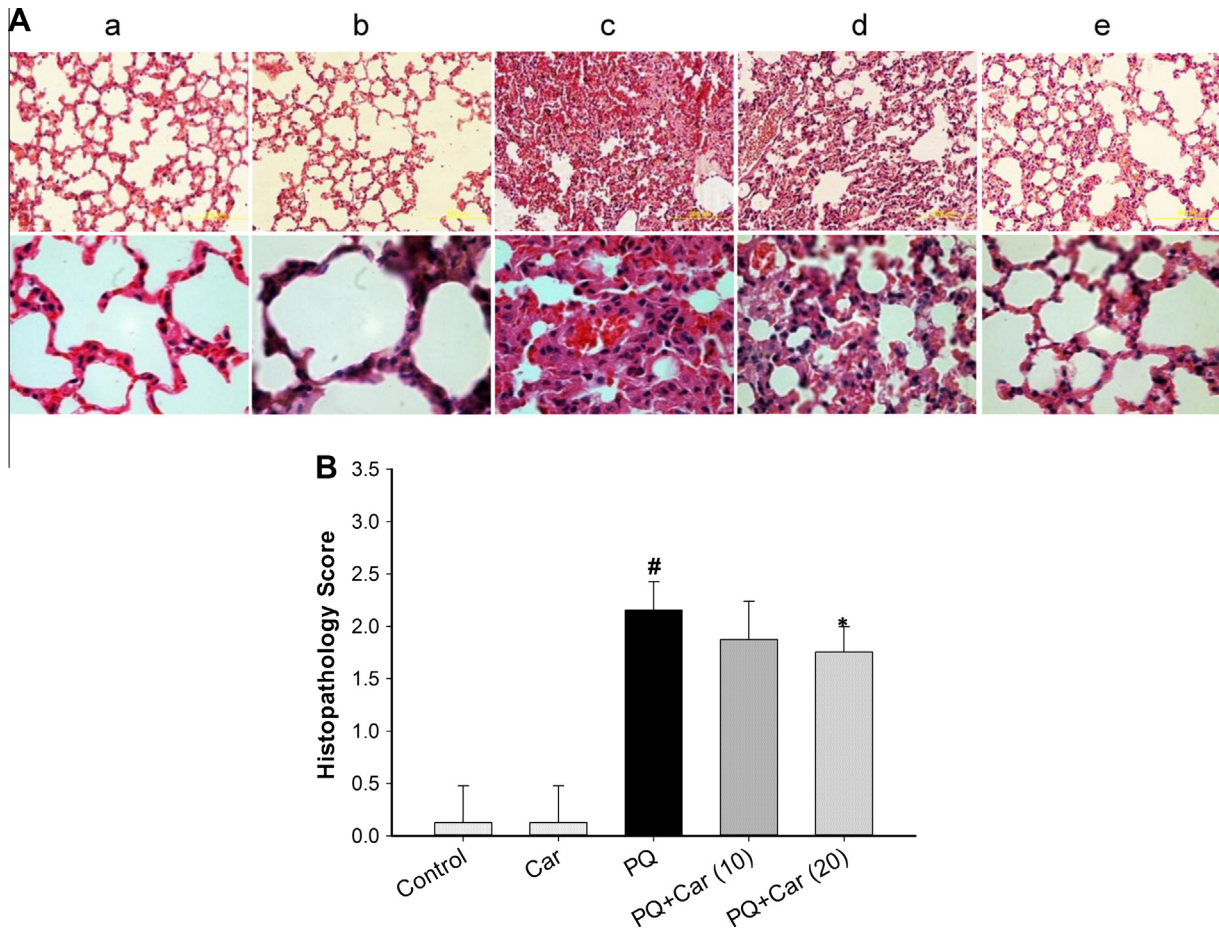 A
a b c d e
B
Histopathology Score
3.5
3.0
2.5
2.0
1.5
1.0
0.5
0.0
#
*
Control
Car
PQ
PQ+Car (10)
PQ+Car (20)